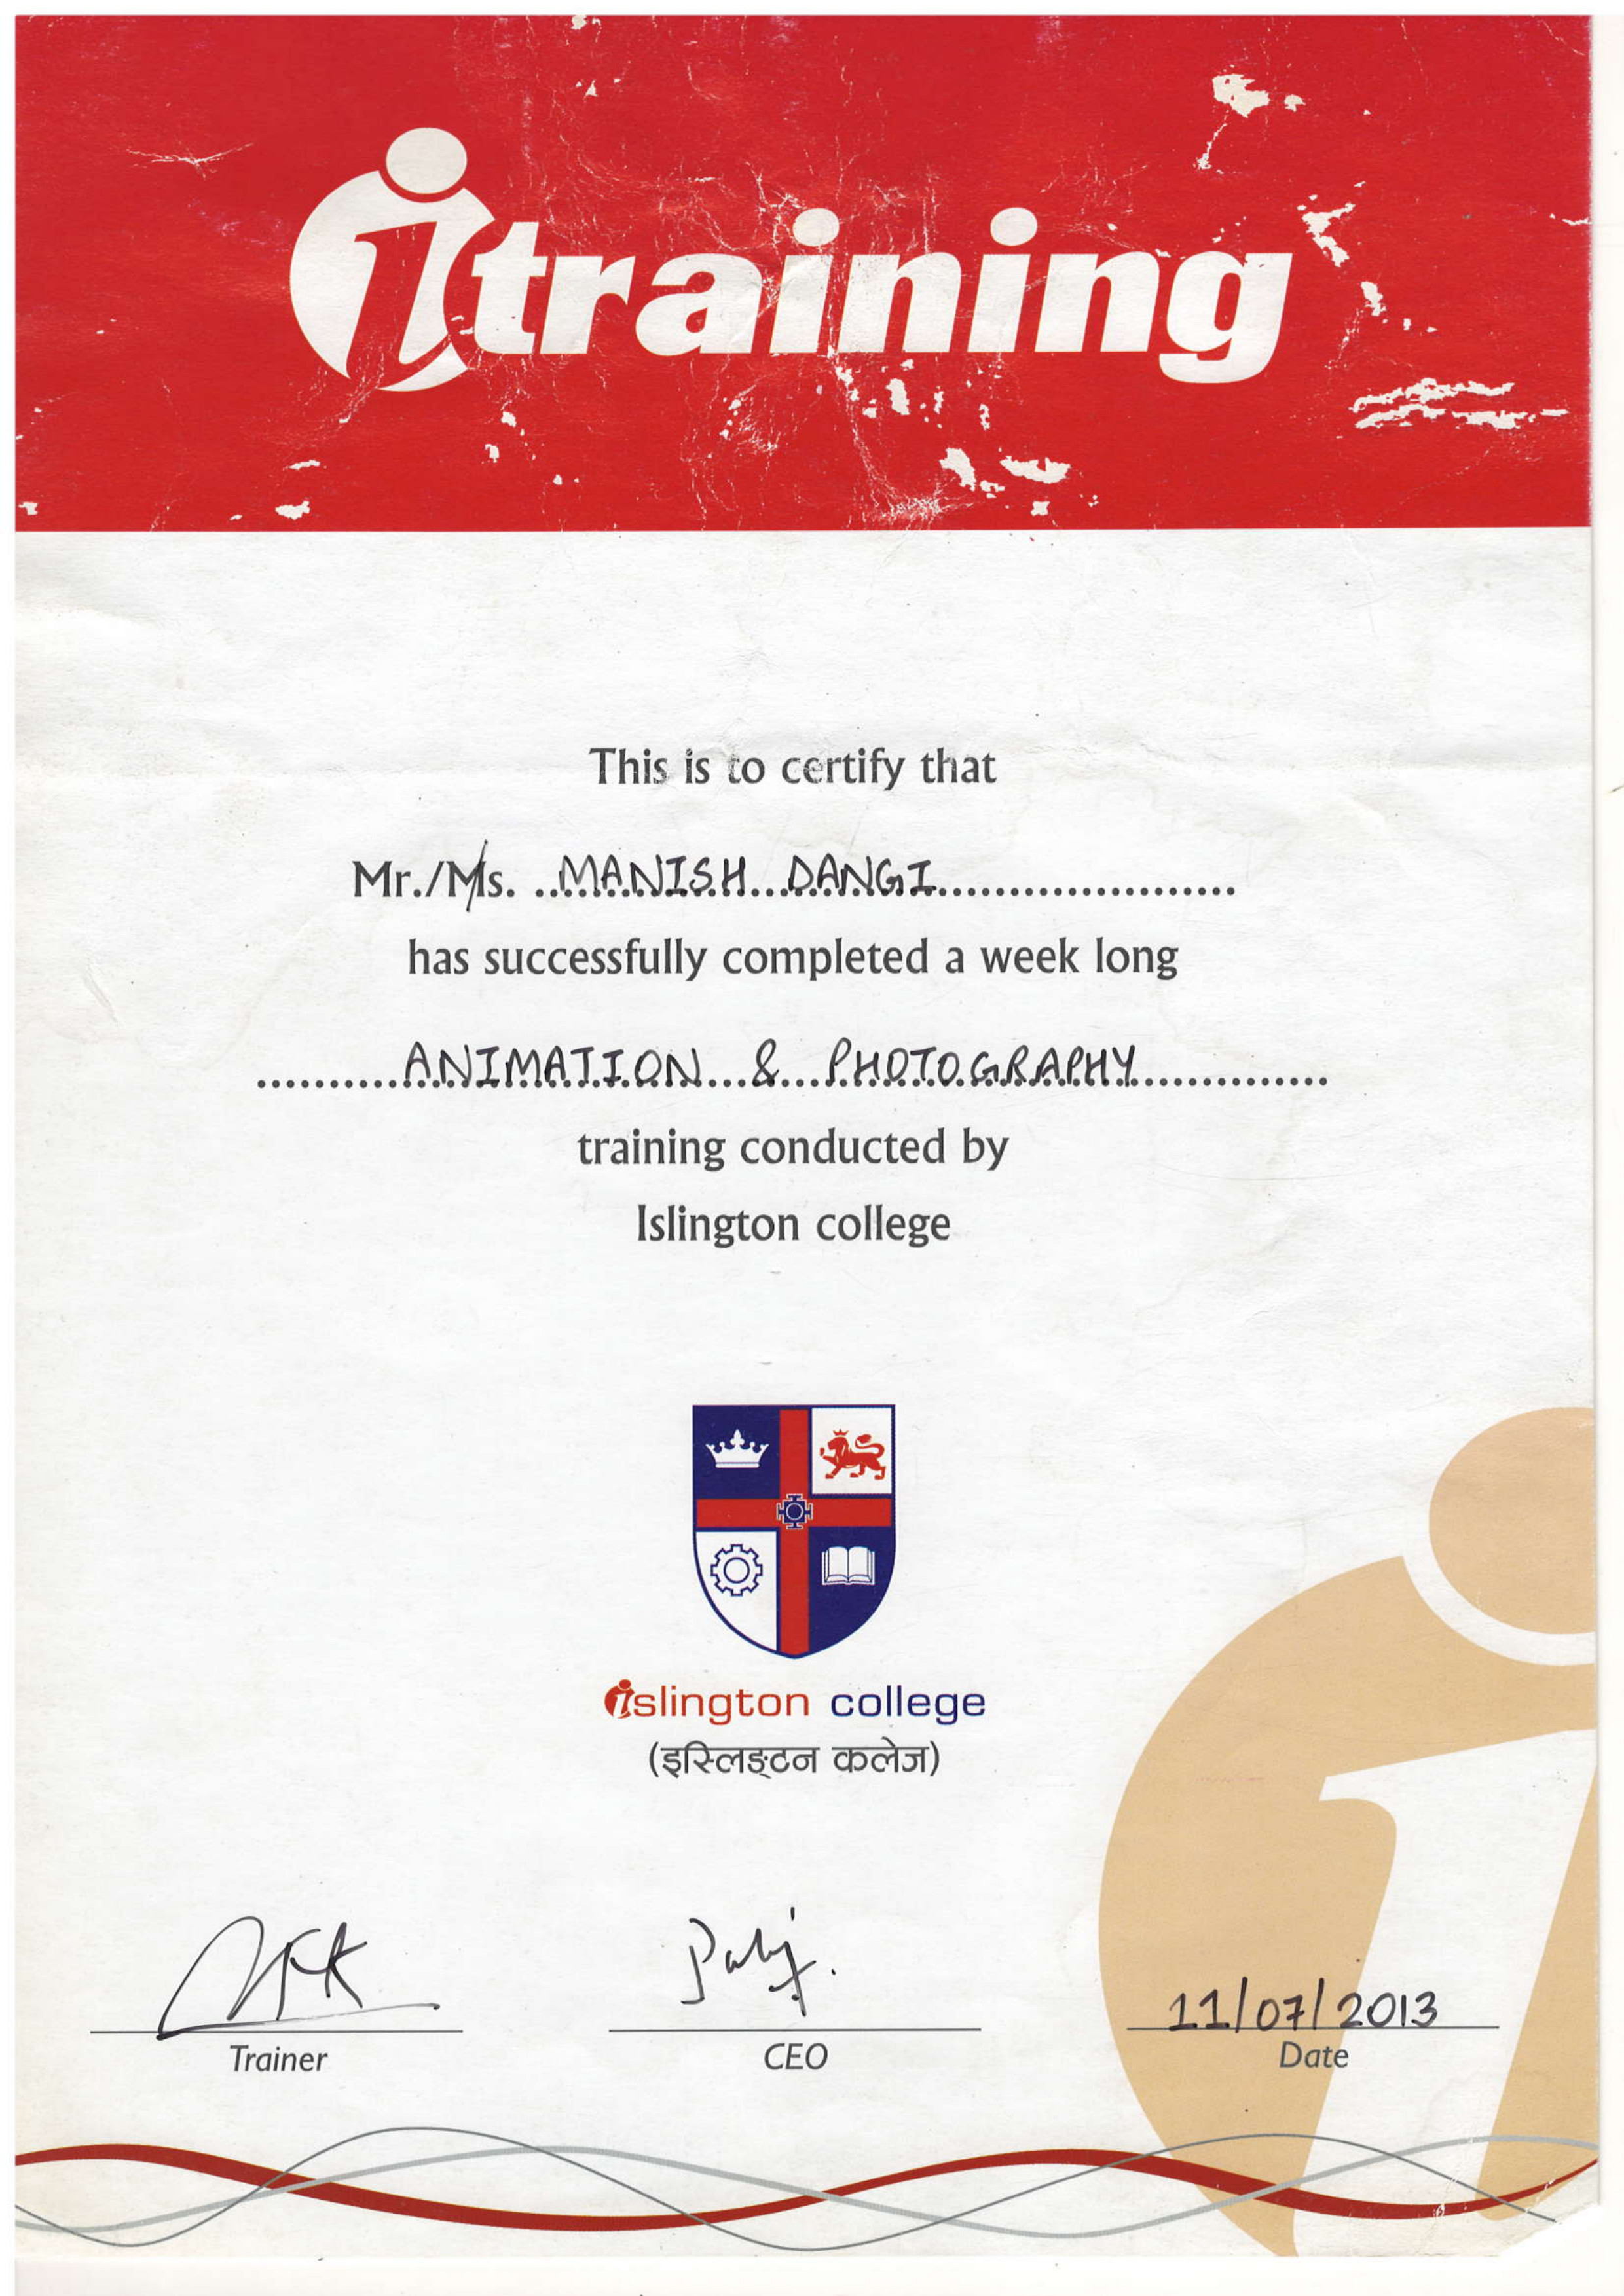 itraining
This is to certify that
Mr./Ms. MANISH DANGI
has successfully completed a week long
ANIMATION & PHOTOGRAPHY
training conducted by
Islington college
islington college
(इस्लिङ्टन कलेज)
11/07/2013
Trainer CEO Date